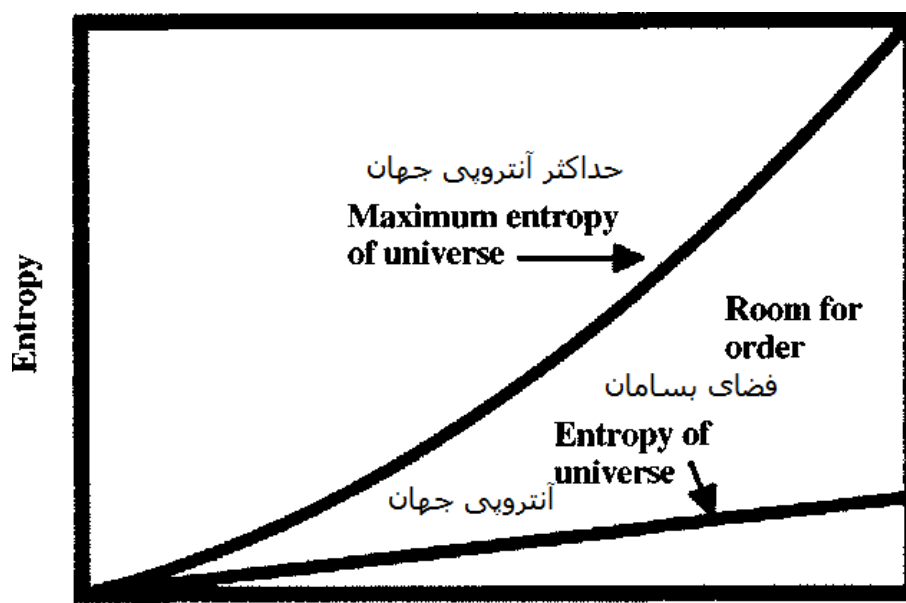 حداکثر آنتروپی جهان
Maximum entropy
of universe
Entropy
Room for
order
فضای بسامان
Entropy of
universe
آنتروپی جهان